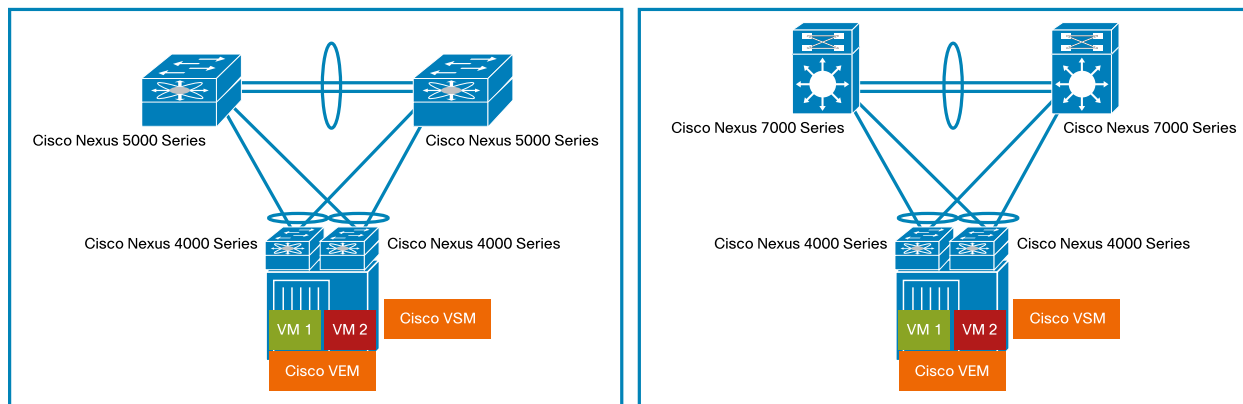 Cisco Nexus 5000 Series
Cisco Nexus 5000 Series
Cisco Nexus 4000 Series
Cisco Nexus 4000 Series
VM 1
VM 2
Cisco VSM
Cisco VEM
Cisco Nexus 7000 Series
Cisco Nexus 7000 Series
Cisco Nexus 4000 Series
Cisco Nexus 4000 Series
VM 1
VM 2
Cisco VSM
Cisco VEM